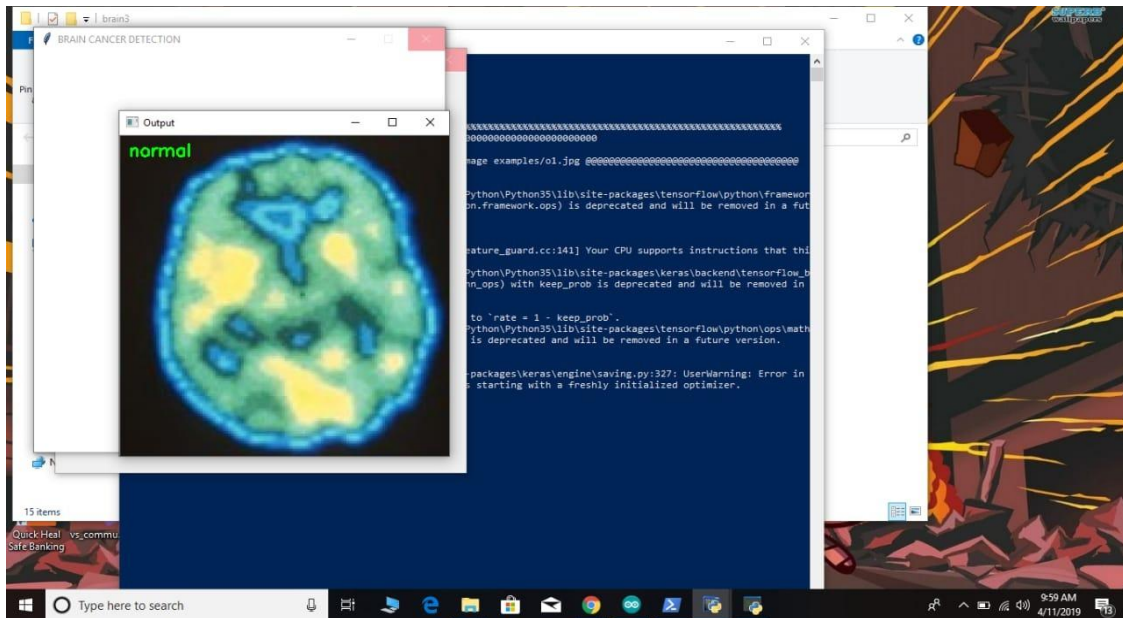 brain3
SUPERB
wallpapers
BRAIN CANCER DETECTION
F
Pin
Output
normal
%%%%%%%%%%%%%%%%%%%%%%%%%%%%%%%%%%%%%%%%%%%%%%%%%%%%%%
@@@@@@@@@@@@@@@@@@@@@@@
mage examples/o1.jpg @@@@@@@@@@@@@@@@@@@@@@@@@@@@@@@@@@@@@
Python\Python35\lib\site-packages\tensorflow\python\framewor
on.framework.ops) is deprecated and will be removed in a fut
eature_guard.cc:141] Your CPU supports instructions that thi
Python\Python35\lib\site-packages\keras\backend\tensorflow_b
nn_ops) with keep_prob is deprecated and will be removed in
to `rate = 1 - keep_prob`.
Python\Python35\lib\site-packages\tensorflow\python\ops\math
is deprecated and will be removed in a future version.
-packages\keras\engine\saving.py:327: UserWarning: Error in
s starting with a freshly initialized optimizer.
N
15 items
Quick Heal vs_commu
Safe Banking
Type here to search
9:59 AM
4/11/2019
13